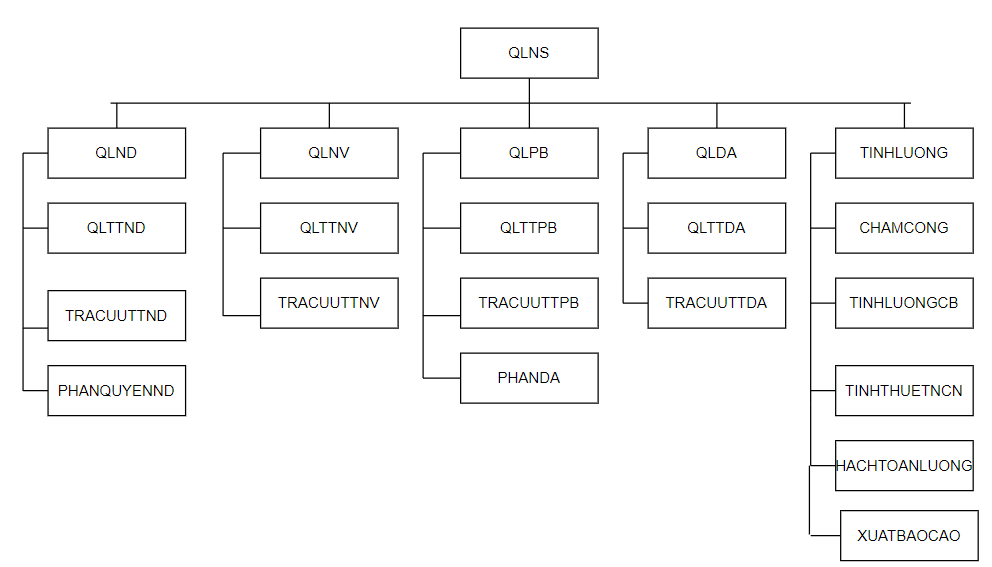 QLNS
QLND
QLNV
QLPB
QLDA
TINHLUONG
QLTTND
QLTTNV
QLTTPB
QLTTDA
CHAMCONG
TRACUUTTND
TRACUUTTNV
TRACUUTTPB
TRACUUTTDA
TINHLUONGCB
PHANQUYENND
PHANDA
TINHTHUETNCN
HACHTOANLUONG
XUATBAOCAO